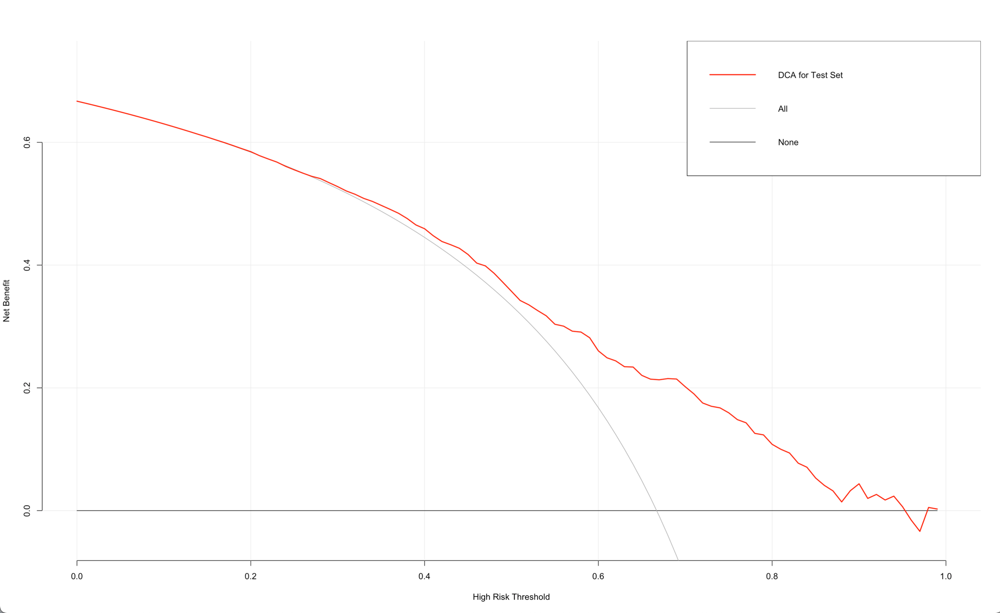 DCA for Test Set
All
None
0.6
0.4
0.2
0.0
Net Benefit
0.0 0.2 0.4 0.6 0.8 1.0
High Risk Threshold